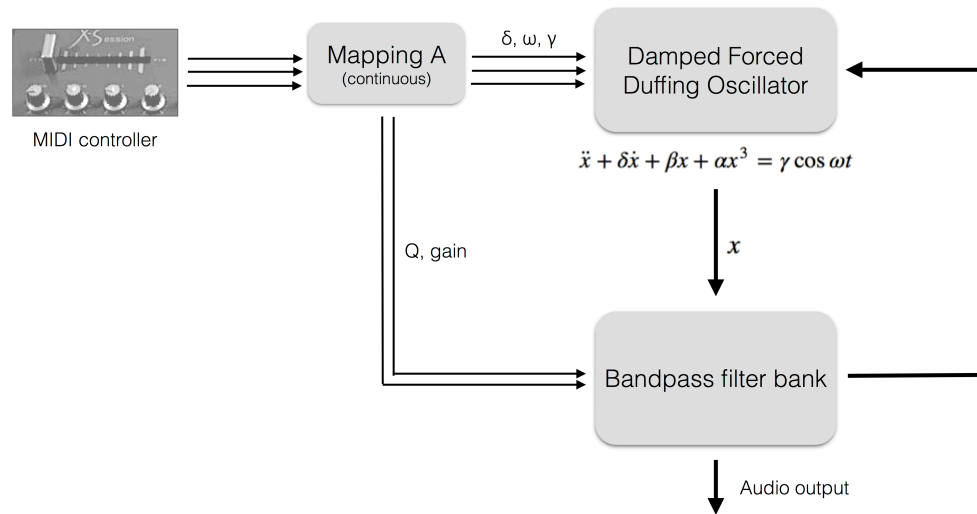 X-Session
MIDI controller
Mapping A
(continuous)
δ, ω, γ
Damped Forced
Duffing Oscillator
ẍ + δẋ + βx + αx³ = γ cos ωt
x
Q, gain
Bandpass filter bank
Audio output